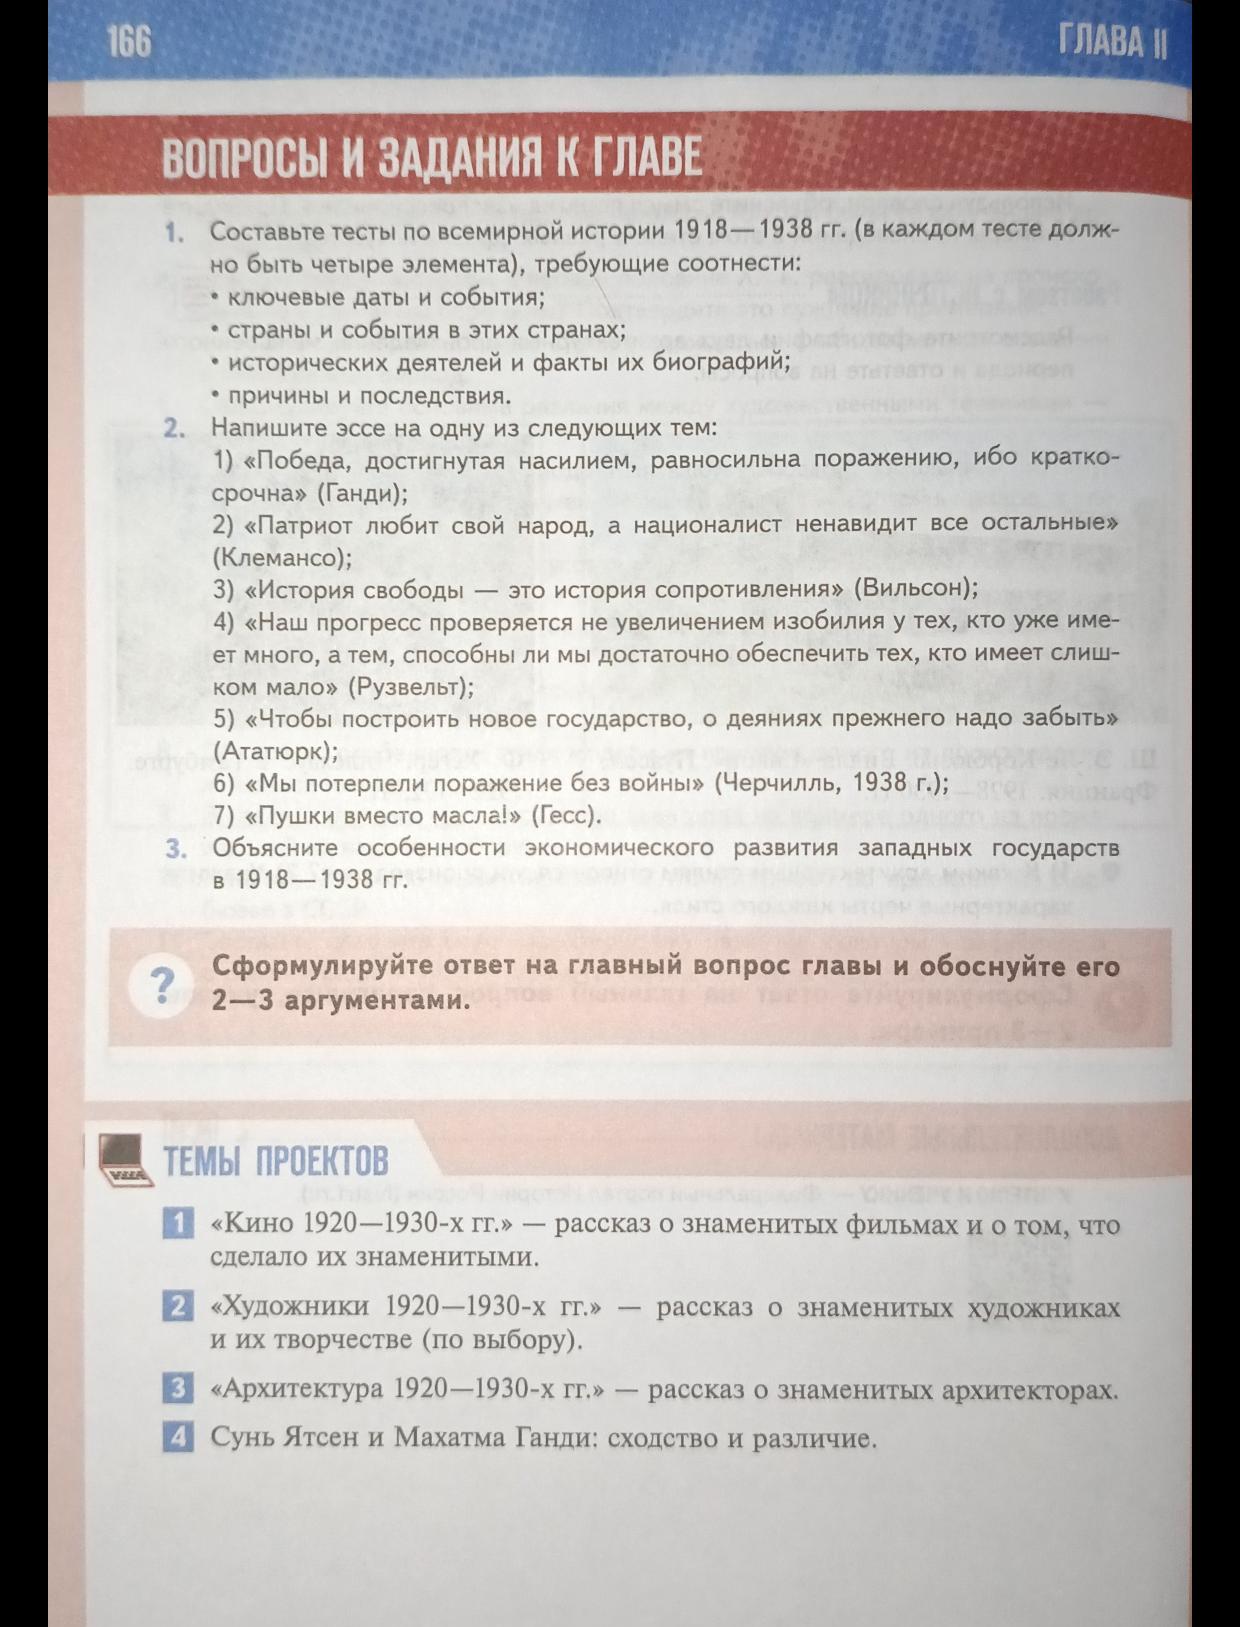 166
ГЛАВА II
ВОПРОСЫ И ЗАДАНИЯ К ГЛАВЕ
1. Составьте тесты по всемирной истории 1918—1938 гг. (в каждом тесте долж-
но быть четыре элемента), требующие соотнести:
• ключевые даты и события;
• страны и события в этих странах;
• исторических деятелей и факты их биографий;
• причины и последствия.
2. Напишите эссе на одну из следующих тем:
1) «Победа, достигнутая насилием, равносильна поражению, ибо кратко-
срочна» (Ганди);
2) «Патриот любит свой народ, а националист ненавидит все остальные»
(Клемансо);
3) «История свободы — это история сопротивления» (Вильсон);
4) «Наш прогресс проверяется не увеличением изобилия у тех, кто уже име-
ет много, а тем, способны ли мы достаточно обеспечить тех, кто имеет слиш-
ком мало» (Рузвельт);
5) «Чтобы построить новое государство, о деяниях прежнего надо забыть»
(Ататюрк);
6) «Мы потерпели поражение без войны» (Черчилль, 1938 г.);
7) «Пушки вместо масла!» (Гесс).
3. Объясните особенности экономического развития западных государств
в 1918—1938 гг.
? Сформулируйте ответ на главный вопрос главы и обоснуйте его
2—3 аргументами.
ТЕМЫ ПРОЕКТОВ
1 «Кино 1920—1930-х гг.» — рассказ о знаменитых фильмах и о том, что
сделало их знаменитыми.
2 «Художники 1920—1930-х гг.» — рассказ о знаменитых художниках
и их творчестве (по выбору).
3 «Архитектура 1920—1930-х гг.» — рассказ о знаменитых архитекторах.
4 Сунь Ятсен и Махатма Ганди: сходство и различие.